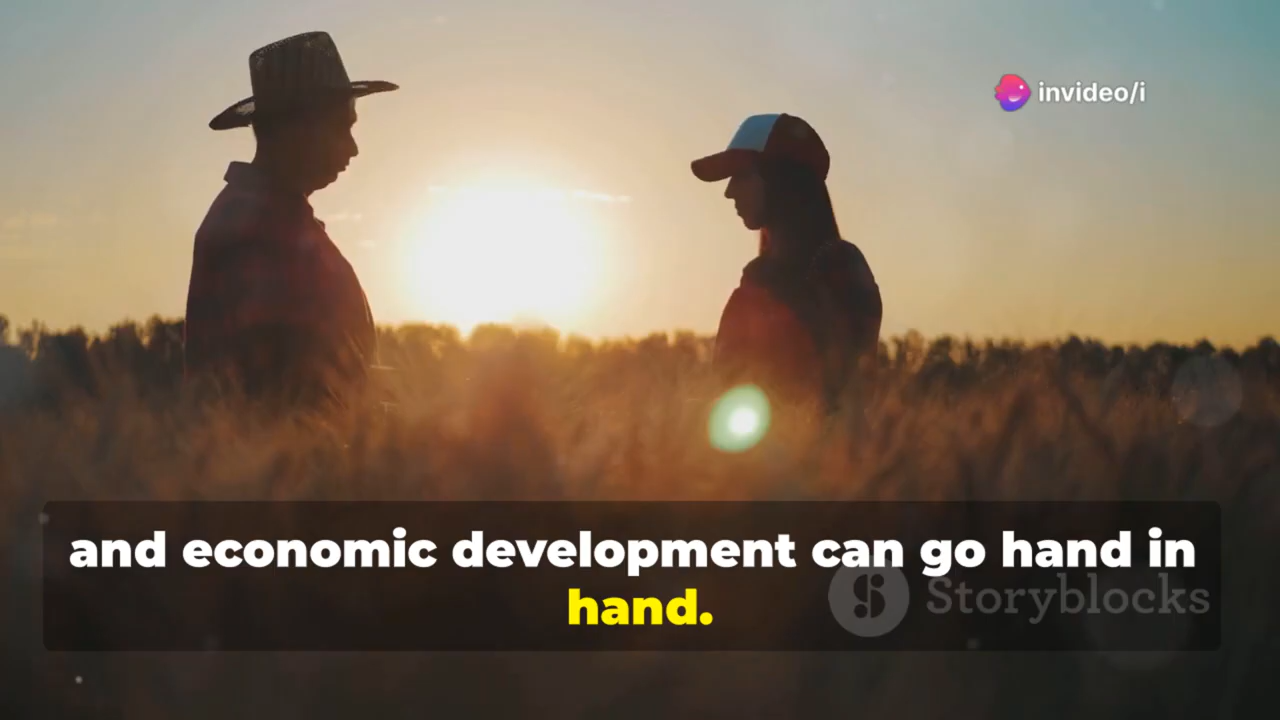 invideo/i
and economic development can go hand in
hand.
Storyblocks